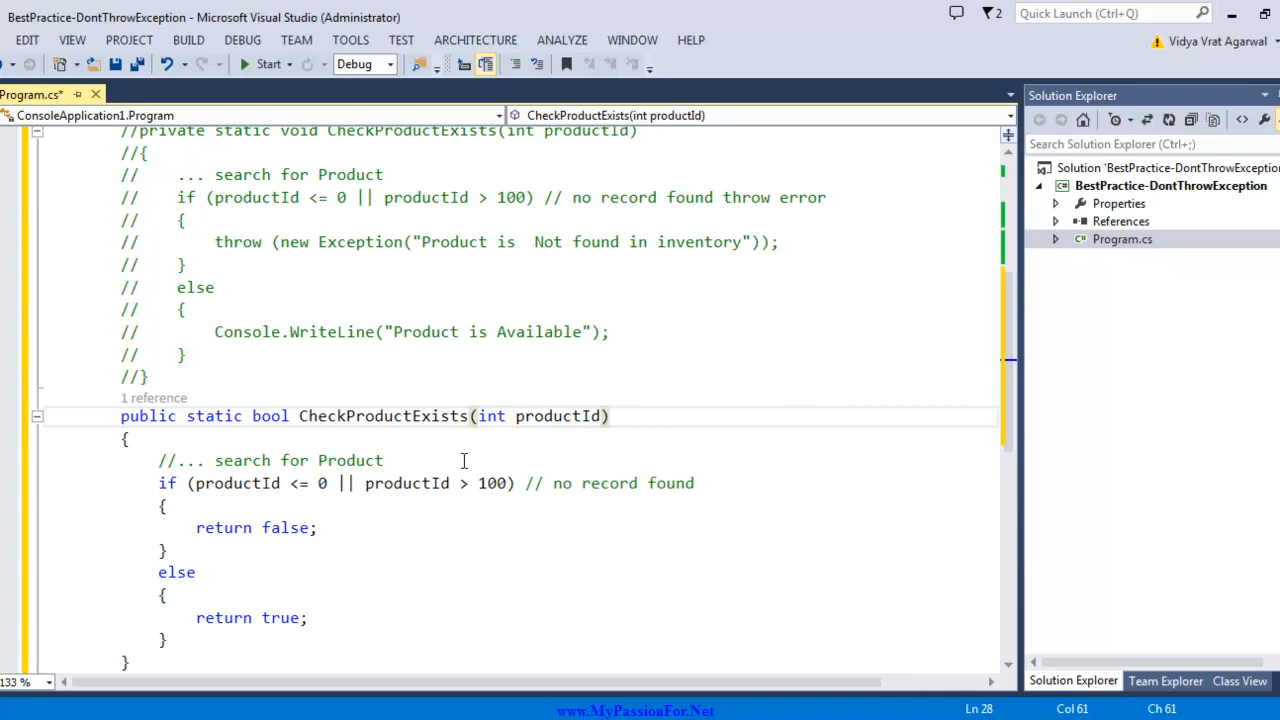 BestPractice-DontThrowException - Microsoft Visual Studio (Administrator)
2
Quick Launch (Ctrl+Q)
EDIT VIEW PROJECT BUILD DEBUG TEAM TOOLS TEST ARCHITECTURE ANALYZE WINDOW HELP
Vidya Vrat Agarwal
Start Debug
Program.cs*
ConsoleApplication1.Program
CheckProductExists(int productId)
//private static void CheckProductExists(int productId)
//{
//    ... search for Product
//    if (productId <= 0 || productId > 100) // no record found throw error
//    {
//        throw (new Exception("Product is  Not found in inventory"));
//    }
//    else
//    {
//        Console.WriteLine("Product is Available");
//    }
//}
1 reference
public static bool CheckProductExists(int productId)
{
//... search for Product
if (productId <= 0 || productId > 100) // no record found
{
return false;
}
else
{
return true;
}
}
133 %
Solution Explorer
Search Solution Explorer (Ctrl+;)
Solution 'BestPractice-DontThrowException
BestPractice-DontThrowException
Properties
References
Program.cs
Solution Explorer Team Explorer Class View
www.MyPassionFor.Net
Ln 28 Col 61 Ch 61